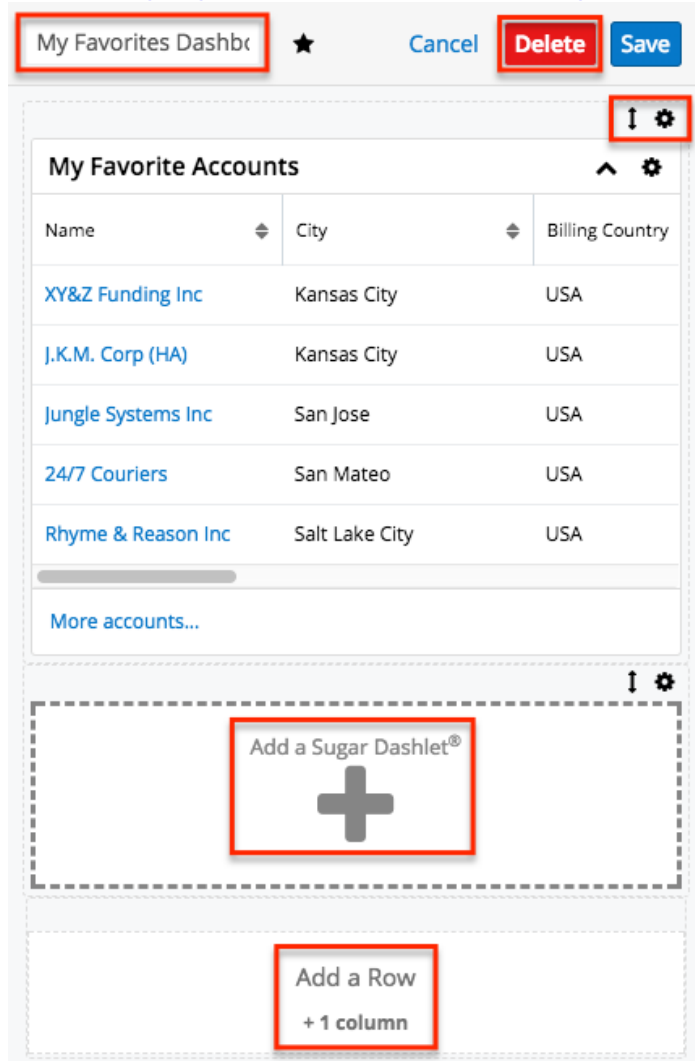 My Favorites Dashbo Cancel Delete Save
My Favorite Accounts
Name City Billing Country
XY&Z Funding Inc Kansas City USA
J.K.M. Corp (HA) Kansas City USA
Jungle Systems Inc San Jose USA
24/7 Couriers San Mateo USA
Rhyme & Reason Inc Salt Lake City USA
More accounts...
Add a Sugar Dashlet®
Add a Row
+ 1 column